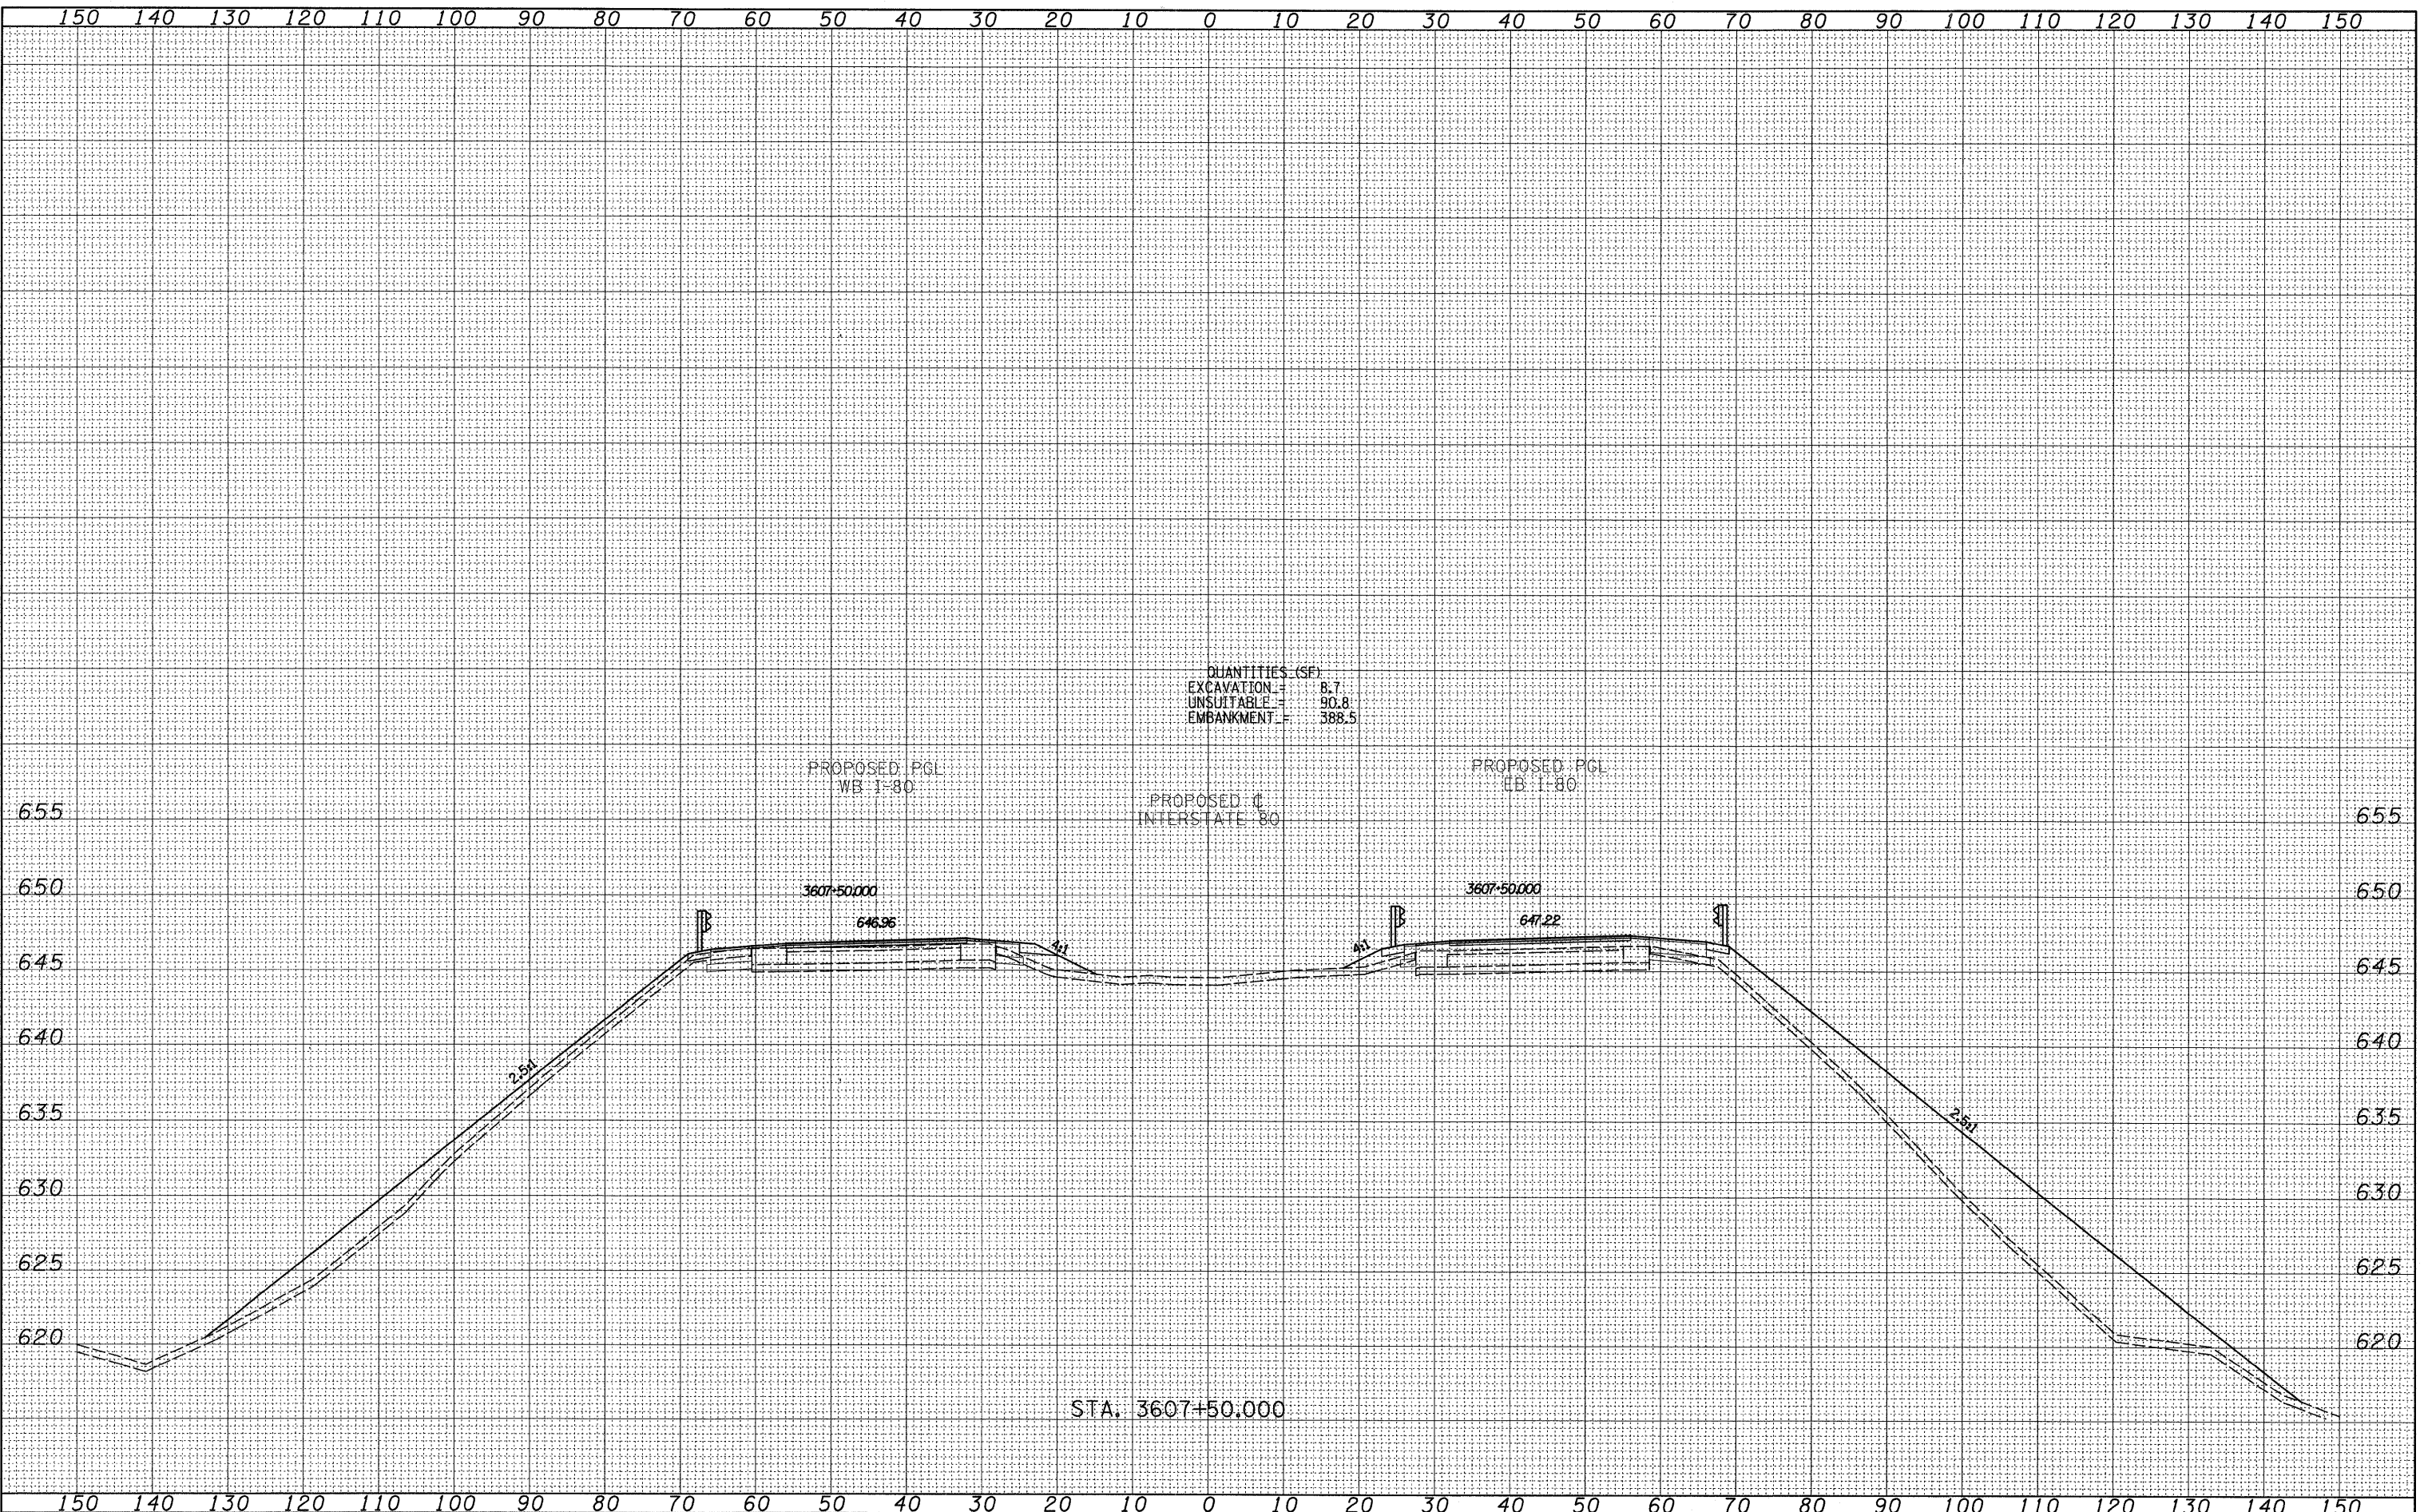 150 140 130 120 110 100 90 80 70 60 50 40 30 20 10 0 10 20 30 40 50 60 70 80 90 100 110 120 130 140 150
QUANTITIES (SF)
EXCAVATION = 8.7
UNSUITABLE = 90.8
EMBANKMENT = 388.5
PROPOSED PGL
WB I-80
PROPOSED ℄
INTERSTATE 80
PROPOSED PGL
EB I-80
655 655
650 3607+50.000 3607+50.000 650
646.96 647.22
4:1 4:1
645 645
640 640
2.5:1
635 2.5:1 635
630 630
625 625
620 620
STA. 3607+50.000
150 140 130 120 110 100 90 80 70 60 50 40 30 20 10 0 10 20 30 40 50 60 70 80 90 100 110 120 130 140 150